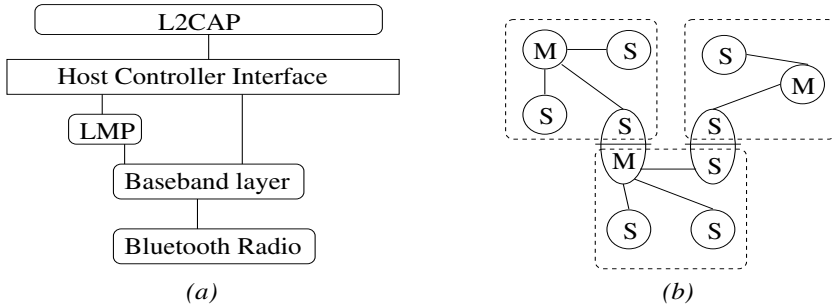 L2CAP
Host Controller Interface
LMP
Baseband layer
Bluetooth Radio
(a)
M
S
S
S
M
S
S
M
S
S
S
(b)